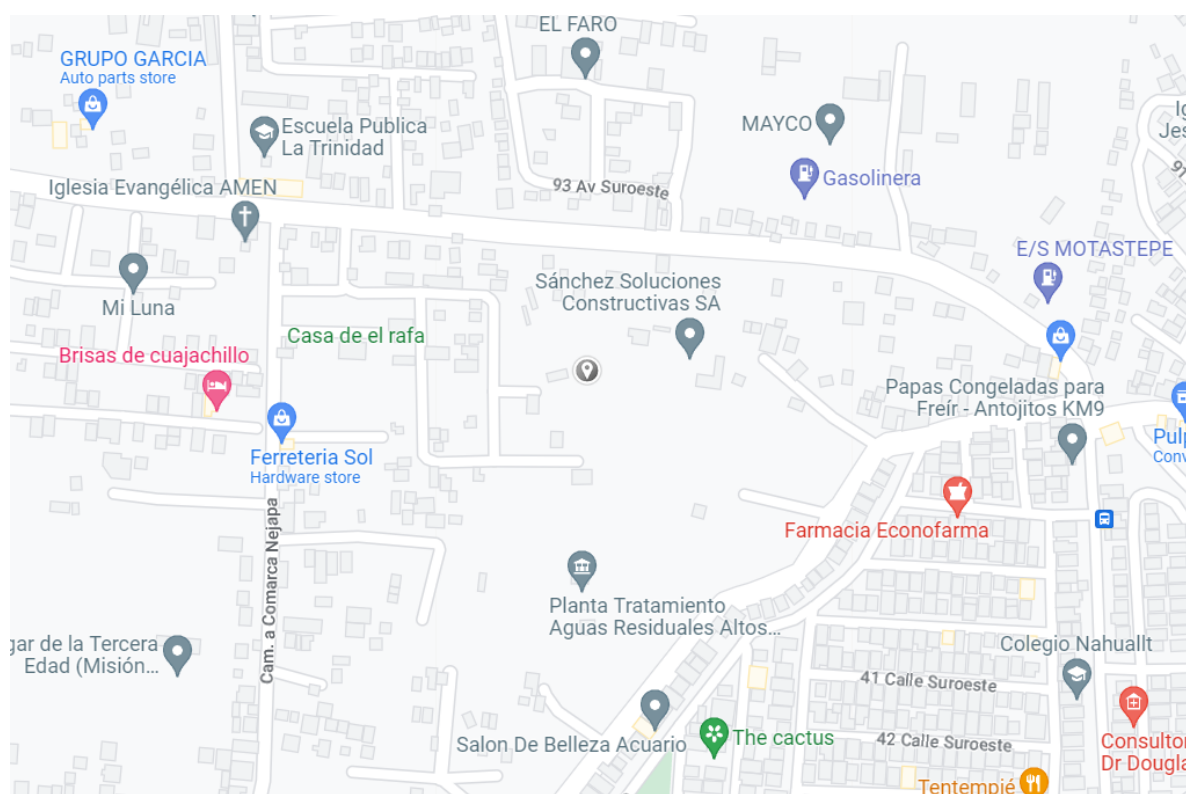 EL FARO
GRUPO GARCIA
Auto parts store
Escuela Publica
La Trinidad
MAYCO
Iglesia Evangélica AMEN
93 Av Suroeste
Gasolinera
E/S MOTASTEPE
Sánchez Soluciones
Constructivas SA
Mi Luna
Casa de el rafa
Brisas de cuajachillo
Papas Congeladas para
Freír - Antojitos KM9
Ferreteria Sol
Hardware store
Cam. a Comarca Nejapa
Farmacia Econofarma
Planta Tratamiento
Aguas Residuales Altos...
gar de la Tercera
Edad (Misión...
Colegio Nahuallt
41 Calle Suroeste
Salon De Belleza Acuario
The cactus
42 Calle Suroeste
Consultor
Dr Dougla
Tentempié